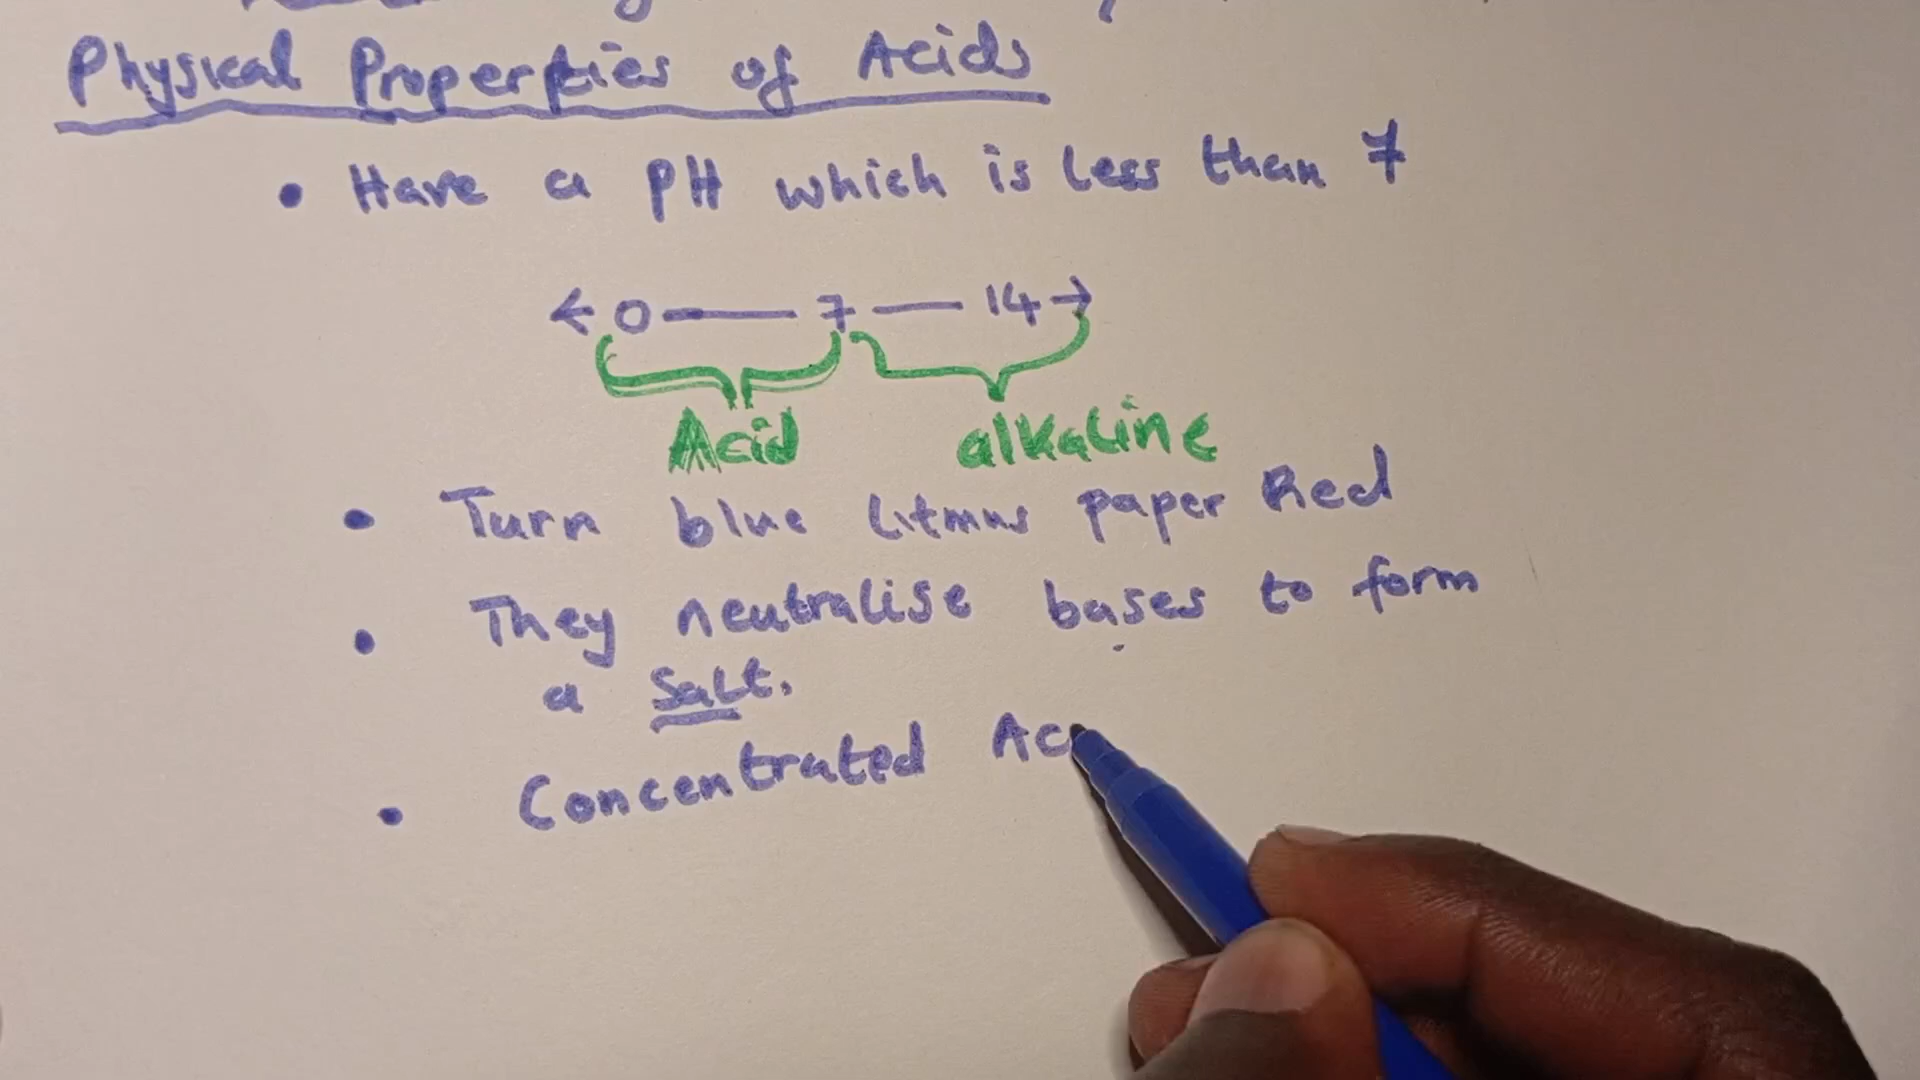 Physical Properties of Acids
• Have a PH which is less than 7
← 0 — 7 — 14 →
Acid alkaline
• Turn blue litmus paper Red
• They neutralise bases to form
a Salt.
• Concentrated Ac